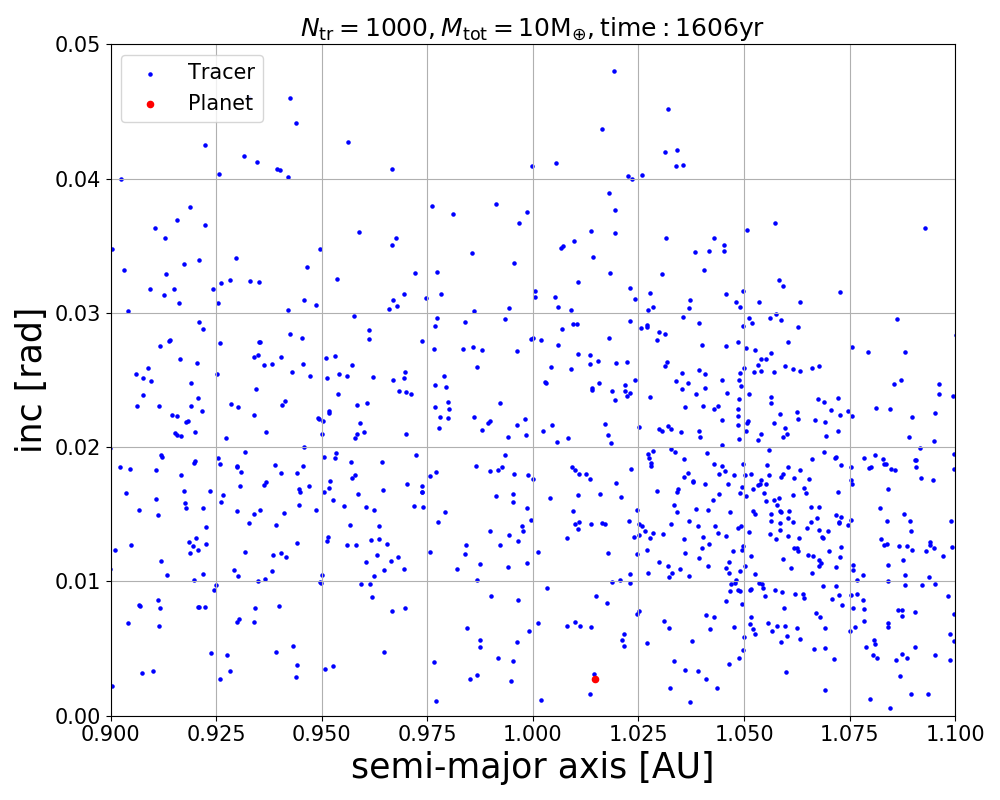 N_tr = 1000, M_tot = 10M_⊕, time : 1606yr
Tracer
Planet
0.05
0.04
0.03
0.02
0.01
0.00
inc [rad]
0.900 0.925 0.950 0.975 1.000 1.025 1.050 1.075 1.100
semi-major axis [AU]